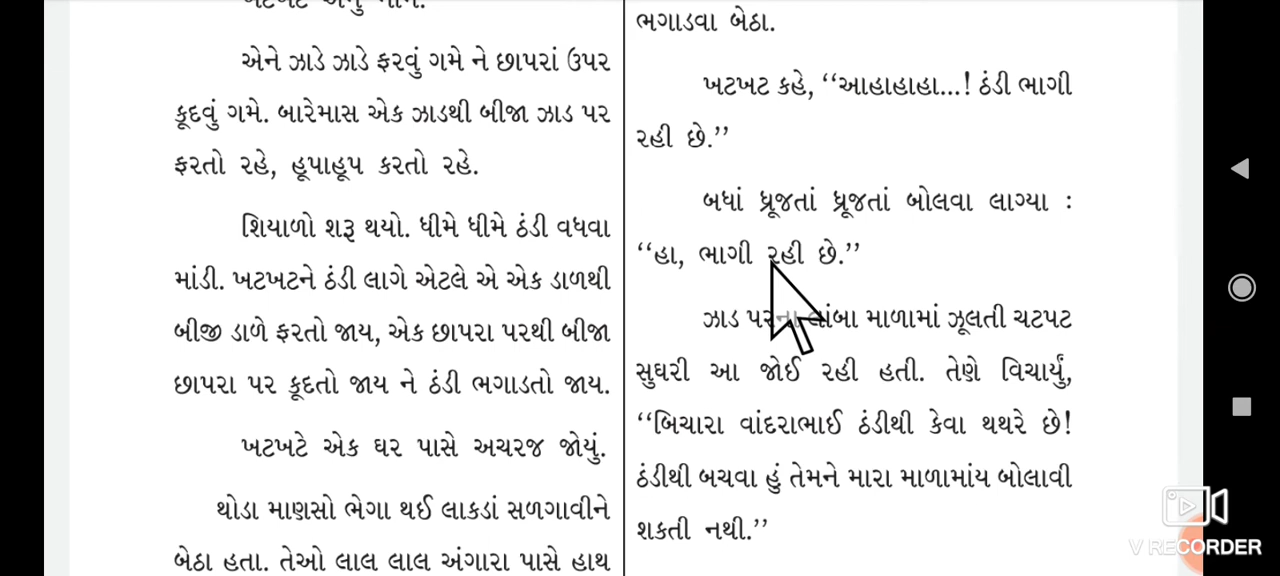 એને ઝાડે ઝાડે ફરવું ગમે ને છાપરાં ઉપર
કૂદવું ગમે. બારેમાસ એક ઝાડથી બીજા ઝાડ પર
ફરતો રહે, હૂપાહૂપ કરતો રહે.
શિયાળો શરૂ થયો. ધીમે ધીમે ઠંડી વધવા
માંડી. ખટખટને ઠંડી લાગે એટલે એ એક ડાળથી
બીજી ડાળે ફરતો જાય, એક છાપરા પરથી બીજા
છાપરા પર કૂદતો જાય ને ઠંડી ભગાડતો જાય.
ખટખટે એક ઘર પાસે અચરજ જોયું.
થોડા માણસો ભેગા થઈ લાકડાં સળગાવીને
બેઠા હતા. તેઓ લાલ લાલ અંગારા પાસે હાથ
ભગાડવા બેઠા.
ખટખટ કહે, ‘‘આહાહાહા...! ઠંડી ભાગી
રહી છે.’’
બધાં ધ્રૂજતાં ધ્રૂજતાં બોલવા લાગ્યા :
‘‘હા, ભાગી રહી છે.’’
ઝાડ પરના લાંબા માળામાં ઝૂલતી ચટપટ
સુઘરી આ જોઈ રહી હતી. તેણે વિચાર્યું,
‘‘બિચારા વાંદરાભાઈ ઠંડીથી કેવા થથરે છે!
ઠંડીથી બચવા હું તેમને મારા માળામાંય બોલાવી
શકતી નથી.’’
V RECORDER